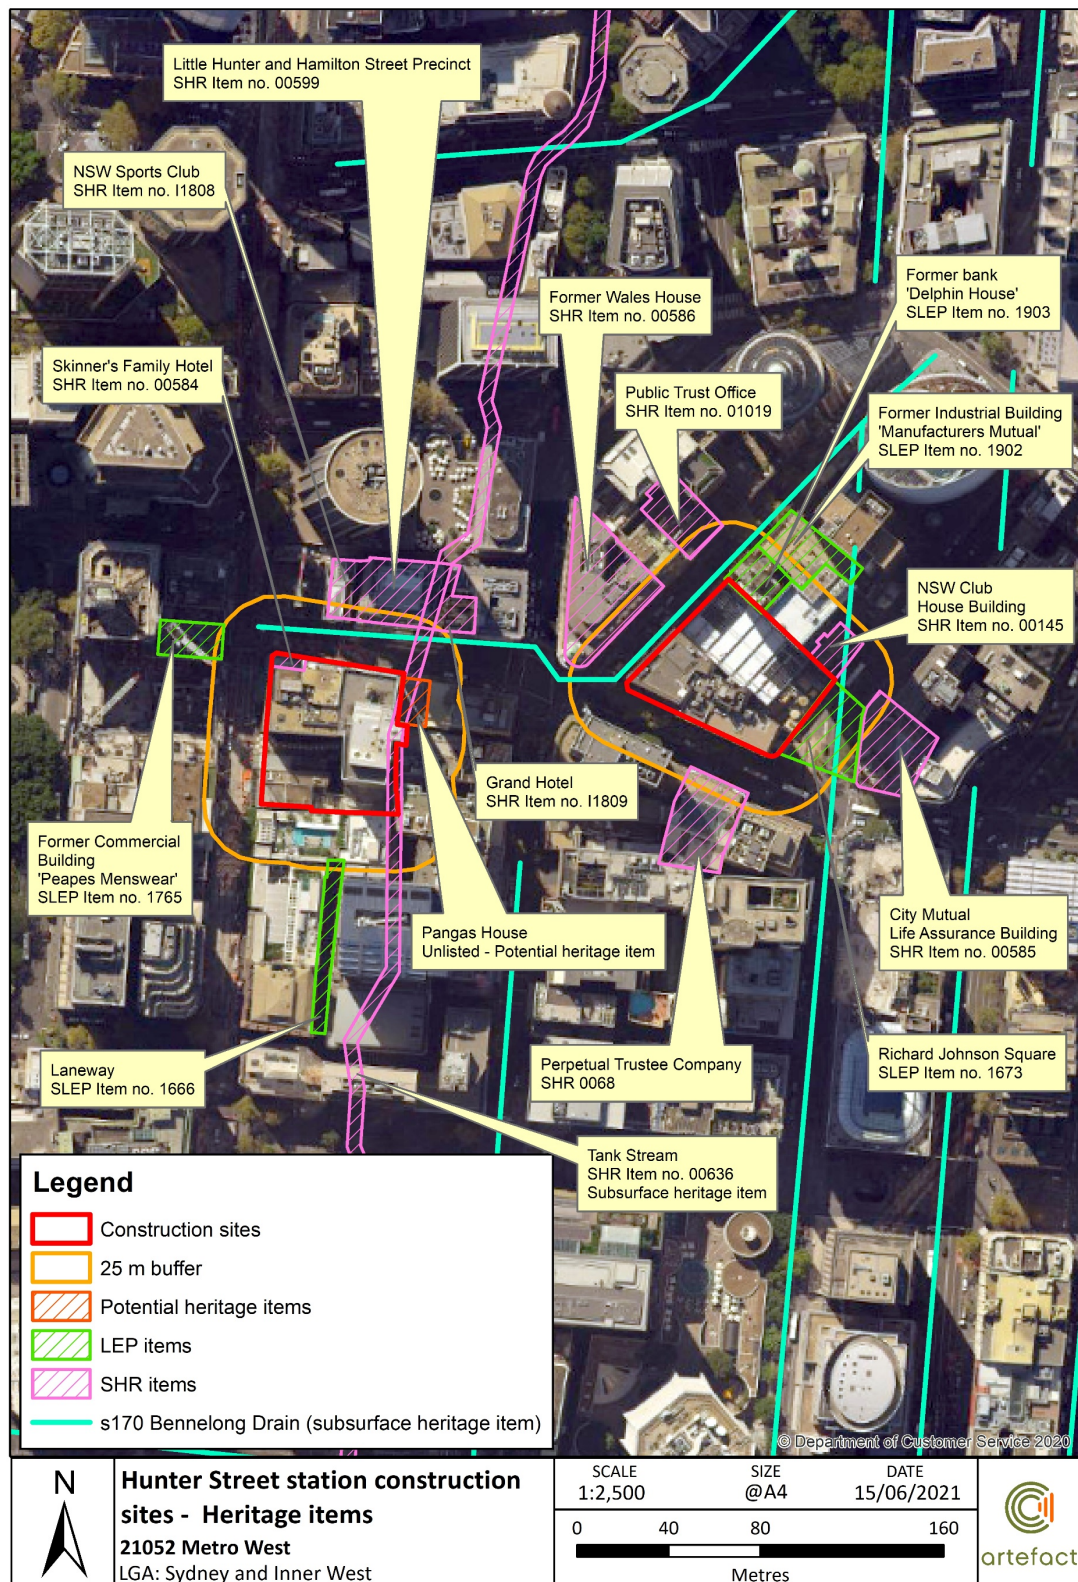 Little Hunter and Hamilton Street Precinct
SHR Item no. 00599
NSW Sports Club
SHR Item no. I1808
Former Wales House
SHR Item no. 00586
Former bank
'Delphin House'
SLEP Item no. 1903
Skinner's Family Hotel
SHR Item no. 00584
Public Trust Office
SHR Item no. 01019
Former Industrial Building
'Manufacturers Mutual'
SLEP Item no. 1902
NSW Club
House Building
SHR Item no. 00145
Grand Hotel
SHR Item no. I1809
Former Commercial
Building
'Peapes Menswear'
SLEP Item no. 1765
Pangas House
Unlisted - Potential heritage item
City Mutual
Life Assurance Building
SHR Item no. 00585
Laneway
SLEP Item no. 1666
Perpetual Trustee Company
SHR 0068
Richard Johnson Square
SLEP Item no. 1673
Tank Stream
SHR Item no. 00636
Subsurface heritage item
Legend
Construction sites
25 m buffer
Potential heritage items
LEP items
SHR items
s170 Bennelong Drain (subsurface heritage item)
© Department of Customer Service 2020
N
Hunter Street station construction
sites - Heritage items
21052 Metro West
LGA: Sydney and Inner West
SCALE
1:2,500
SIZE
@A4
DATE
15/06/2021
0 40 80 160
Metres
artefact